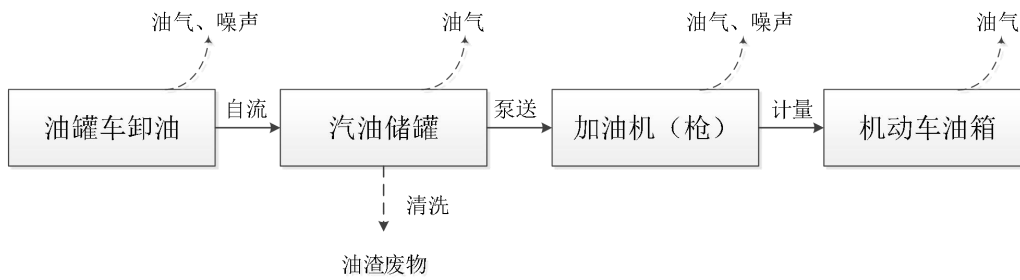 油气、噪声
油气
油气、噪声
油气
油罐车卸油
自流
汽油储罐
泵送
加油机（枪）
计量
机动车油箱
清洗
油渣废物